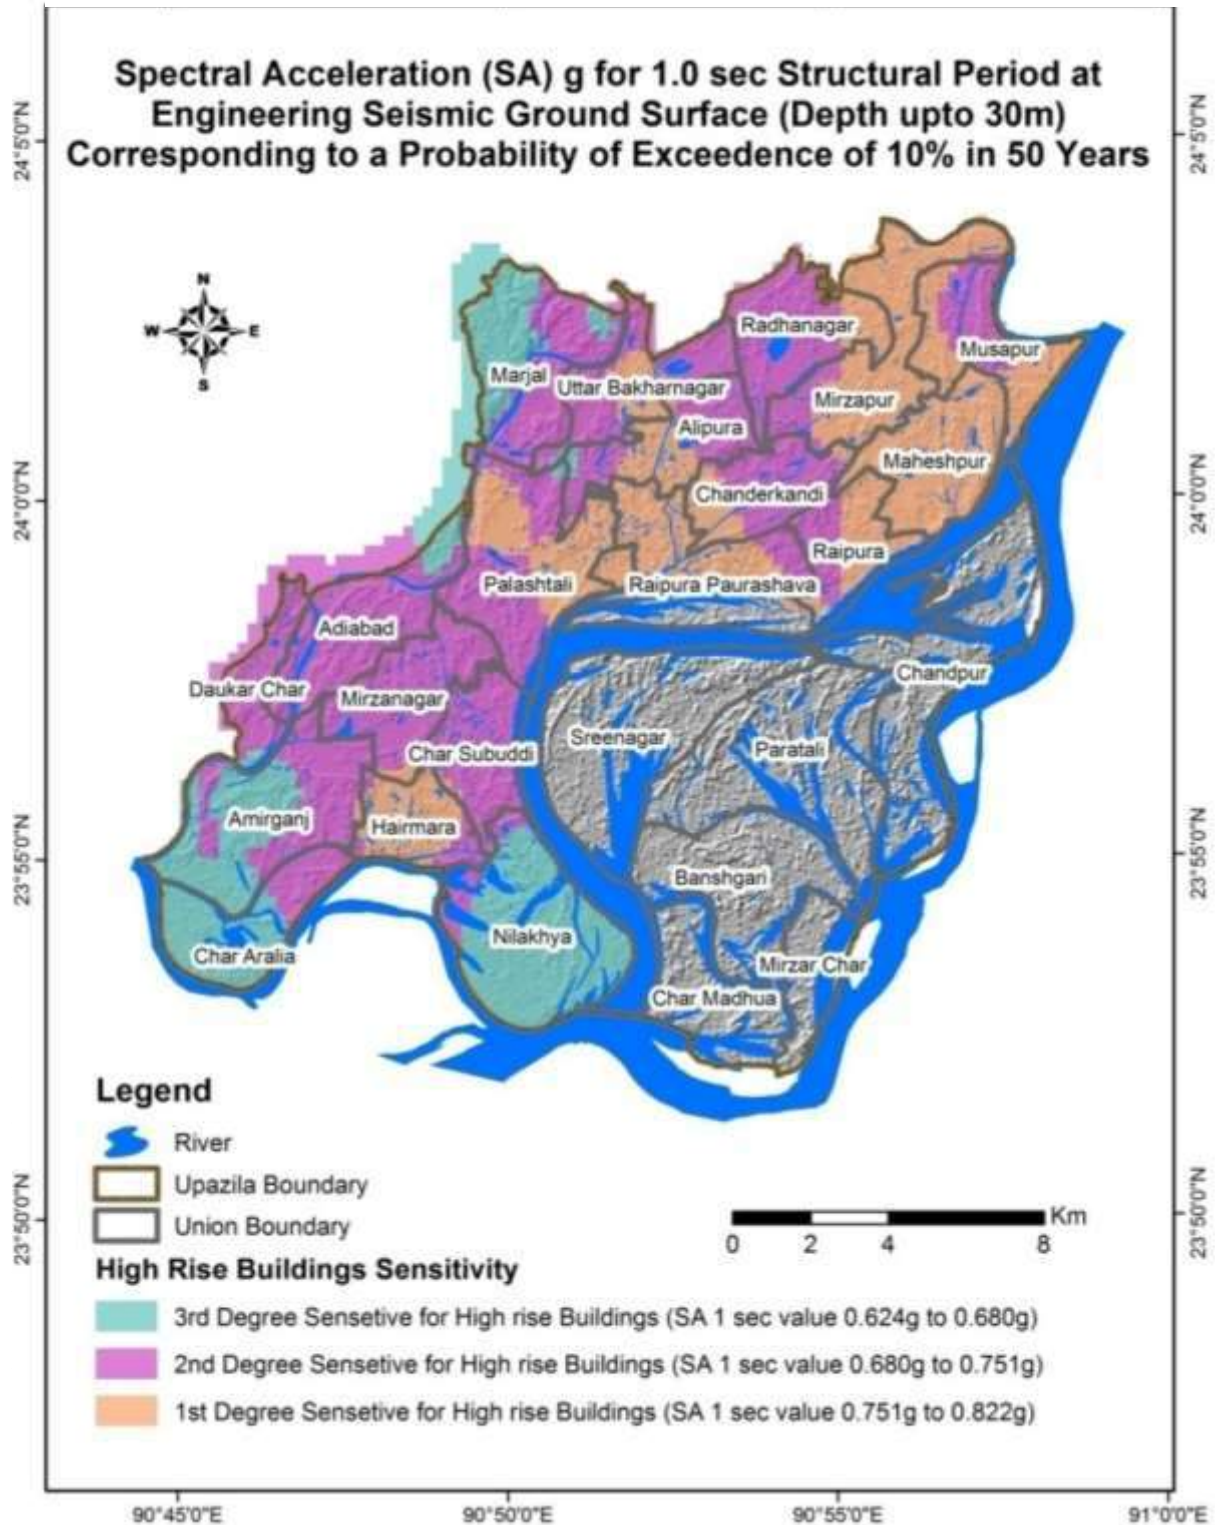 Spectral Acceleration (SA) g for 1.0 sec Structural Period at
Engineering Seismic Ground Surface (Depth upto 30m)
Corresponding to a Probability of Exceedence of 10% in 50 Years
24°5'0"N
24°5'0"N
N
W E
S
Radhanagar
Musapur
Marjal
Uttar Bakharnagar
Mirzapur
Alipura
Maheshpur
24°0'0"N
24°0'0"N
Chanderkandi
Raipura
Palashtali
Raipura Paurashava
Adiabad
Chandpur
Daukar Char
Mirzanagar
Sreenagar
Paratali
Char Subuddi
Amirganj
Hairmara
23°55'0"N
23°55'0"N
Banshgari
Nilakhya
Char Aralia
Mirzar Char
Char Madhua
Legend
River
Upazila Boundary
Union Boundary
23°50'0"N
23°50'0"N
Km
0 2 4 8
High Rise Buildings Sensitivity
3rd Degree Sensetive for High rise Buildings (SA 1 sec value 0.624g to 0.680g)
2nd Degree Sensetive for High rise Buildings (SA 1 sec value 0.680g to 0.751g)
1st Degree Sensetive for High rise Buildings (SA 1 sec value 0.751g to 0.822g)
90°45'0"E 90°50'0"E 90°55'0"E 91°0'0"E